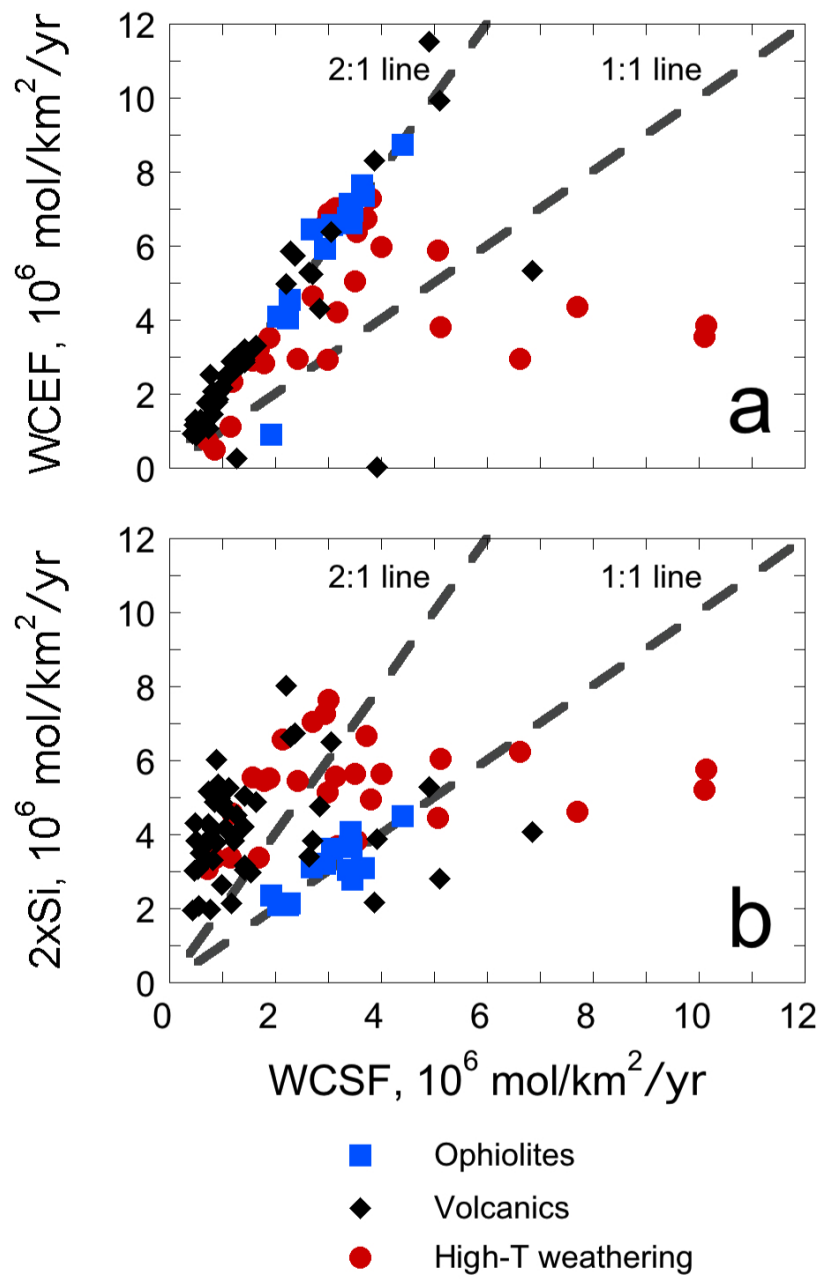 12
10
8
6
4
2
0
WCEF, 10⁶ mol/km²/yr
2:1 line
1:1 line
a
12
10
8
6
4
2
0
2xSi, 10⁶ mol/km²/yr
2:1 line
1:1 line
b
0 2 4 6 8 10 12
WCSF, 10⁶ mol/km²/yr
Ophiolites
Volcanics
High-T weathering